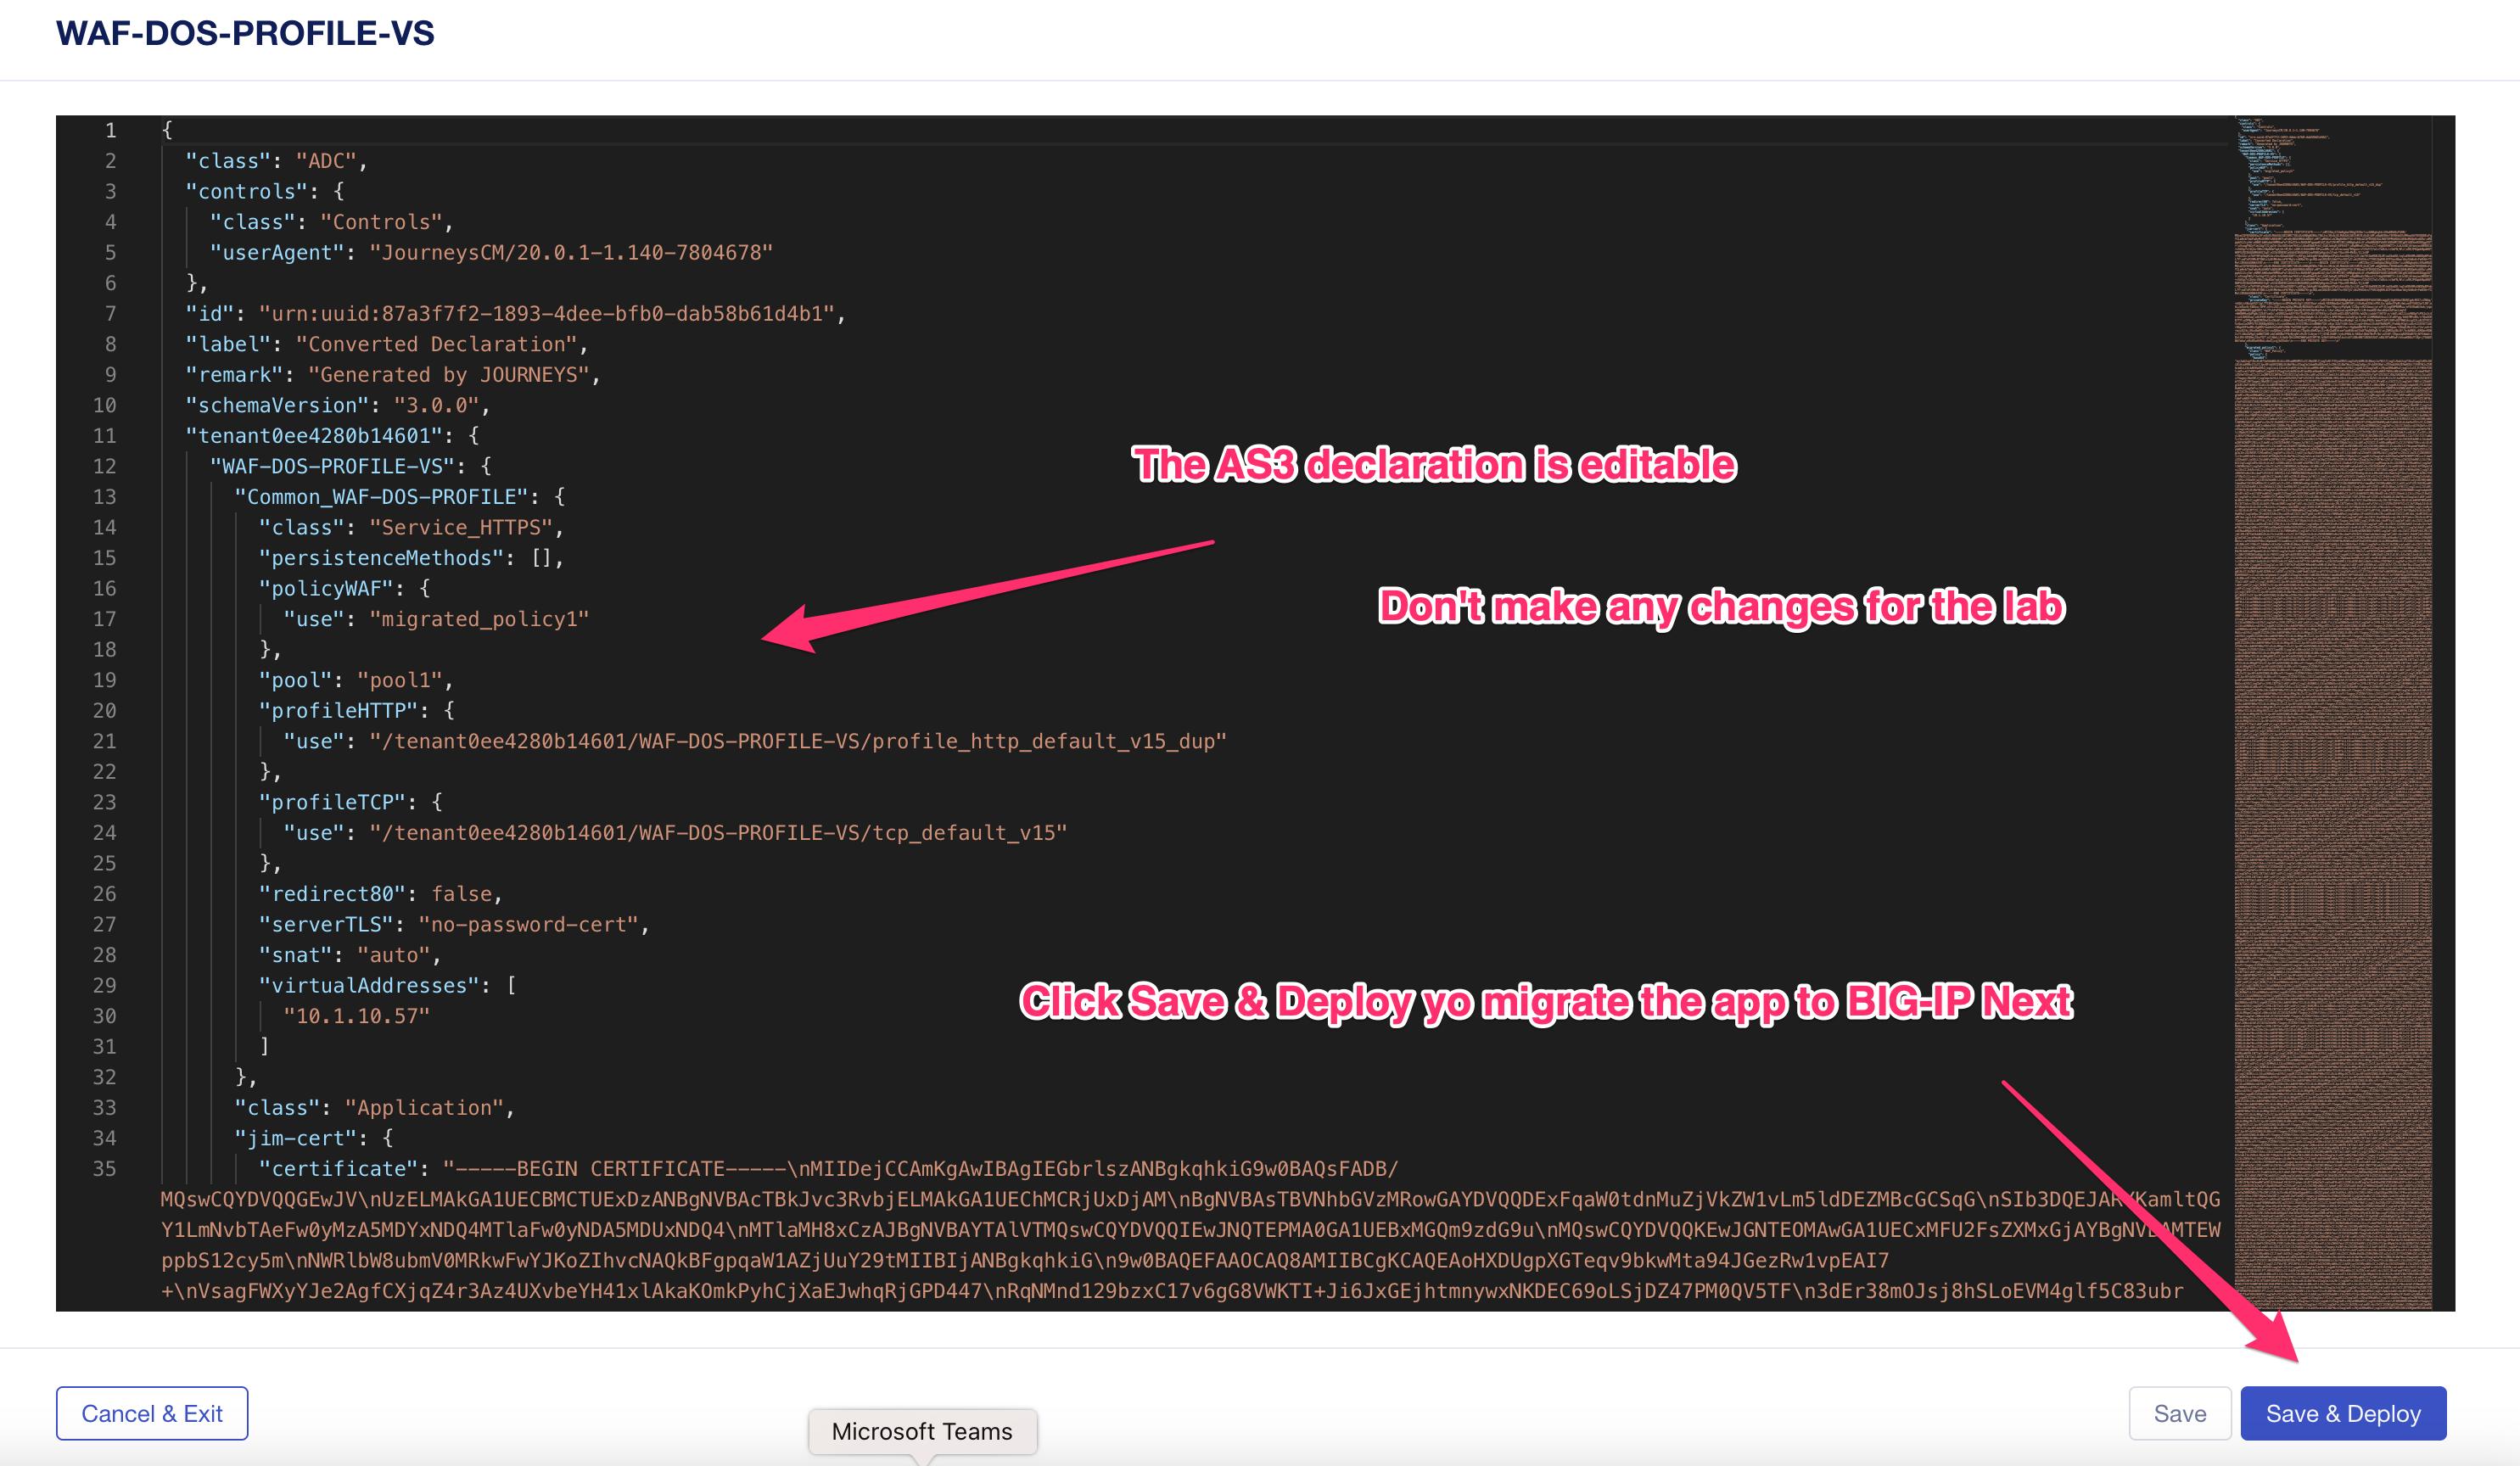 WAF-DOS-PROFILE-VS
1 {
2 "class": "ADC",
3 "controls": {
4 "class": "Controls",
5 "userAgent": "JourneysCM/20.0.1-1.140-7804678"
6 },
7 "id": "urn:uuid:87a3f7f2-1893-4dee-bfb0-dab58b61d4b1",
8 "label": "Converted Declaration",
9 "remark": "Generated by JOURNEYS",
10 "schemaVersion": "3.0.0",
11 "tenant0ee4280b14601": {
The AS3 declaration is editable
12 "WAF-DOS-PROFILE-VS": {
13 "Common_WAF-DOS-PROFILE": {
14 "class": "Service_HTTPS",
15 "persistenceMethods": [],
16 "policyWAF": {
Don't make any changes for the lab
17 "use": "migrated_policy1"
18 },
19 "pool": "pool1",
20 "profileHTTP": {
21 "use": "/tenant0ee4280b14601/WAF-DOS-PROFILE-VS/profile_http_default_v15_dup"
22 },
23 "profileTCP": {
24 "use": "/tenant0ee4280b14601/WAF-DOS-PROFILE-VS/tcp_default_v15"
25 },
26 "redirect80": false,
27 "serverTLS": "no-password-cert",
28 "snat": "auto",
29 "virtualAddresses": [
Click Save & Deploy yo migrate the app to BIG-IP Next
30 "10.1.10.57"
31 ]
32 },
33 "class": "Application",
34 "jim-cert": {
35 "certificate": "-----BEGIN CERTIFICATE-----\nMIIDejCCAmKgAwIBAgIEGbrlszANBgkqhkiG9w0BAQsFADB/
MQswCQYDVQQGEwJV\nUzELMAkGA1UECBMCTUExDzANBgNVBAcTBkJvc3RvbjELMAkGA1UEChMCRjUxDjAM\nBgNVBAsTBVNhbGVzMRowGAYDVQQDExFqaW0tdnMuZjVkZW1vLm5ldDEZMBcGCSqG\nSIb3DQEJARYKamltQG
Y1LmNvbTAeFw0yMzA5MDYxNDQ4MTlaFw0yNDA5MDUxNDQ4\nMTlaMH8xCzAJBgNVBAYTAlVTMQswCQYDVQQIEwJNQTEPMA0GA1UEBxMGQm9zdG9u\nMQswCQYDVQQKEwJGNTEOMAwGA1UECxMFU2FsZXMxGjAYBgNVBAMTEW
ppbS12cy5m\nNWRlbW8ubmV0MRkwFwYJKoZIhvcNAQkBFgpqaW1AZjUuY29tMIIBIjANBgkqhkiG\n9w0BAQEFAAOCAQ8AMIIBCgKCAQEAoHXDUgpXGTeqv9bkwMta94JGezRw1vpEAI7
+\nVsagFWXyYJe2AgfCXjqZ4r3Az4UXvbeYH41xlAkaKOmkPyhCjXaEJwhqRjGPD447\nRqNMnd129bzxC17v6gG8VWKTI+Ji6JxGEjhtmnywxNKDEC69oLSjDZ47PM0QV5TF\n3dEr38mOJsj8hSLoEVM4glf5C83ubr
Cancel & Exit
Microsoft Teams
Save
Save & Deploy